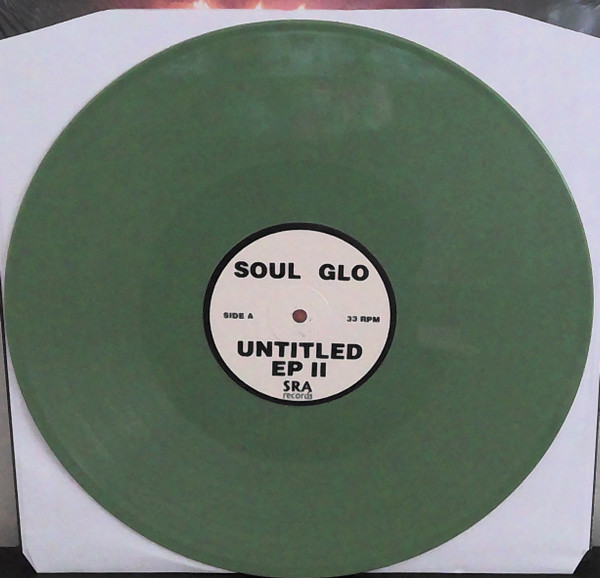 SOUL GLO
SIDE A 33 RPM
UNTITLED
EP II
SRA
records